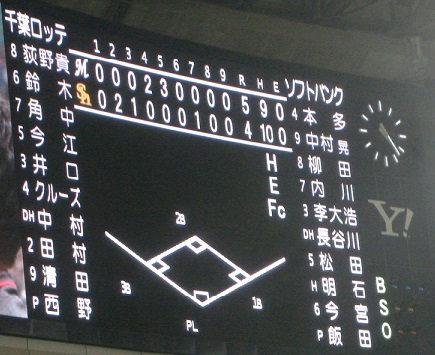 千葉ロッテ
8 荻野貴
6 鈴木
7 角中
5 今江
3 井口
4 クルーズ
DH 中村
2 田村
9 清田
P 西野
1 2 3 4 5 6 7 8 9 R H E
M 0 0 0 2 3 0 0 0 0 5 9 0
SH 0 2 1 0 0 0 1 0 0 4 10 0
H
E
Fc
2B
3B
1B
PL
ソフトバンク
4 本多
9 中村晃
8 柳田
7 内川
3 李大浩
DH 長谷川
5 松田
H 明石
6 今宮
P 飯田
Y!
B
S
O